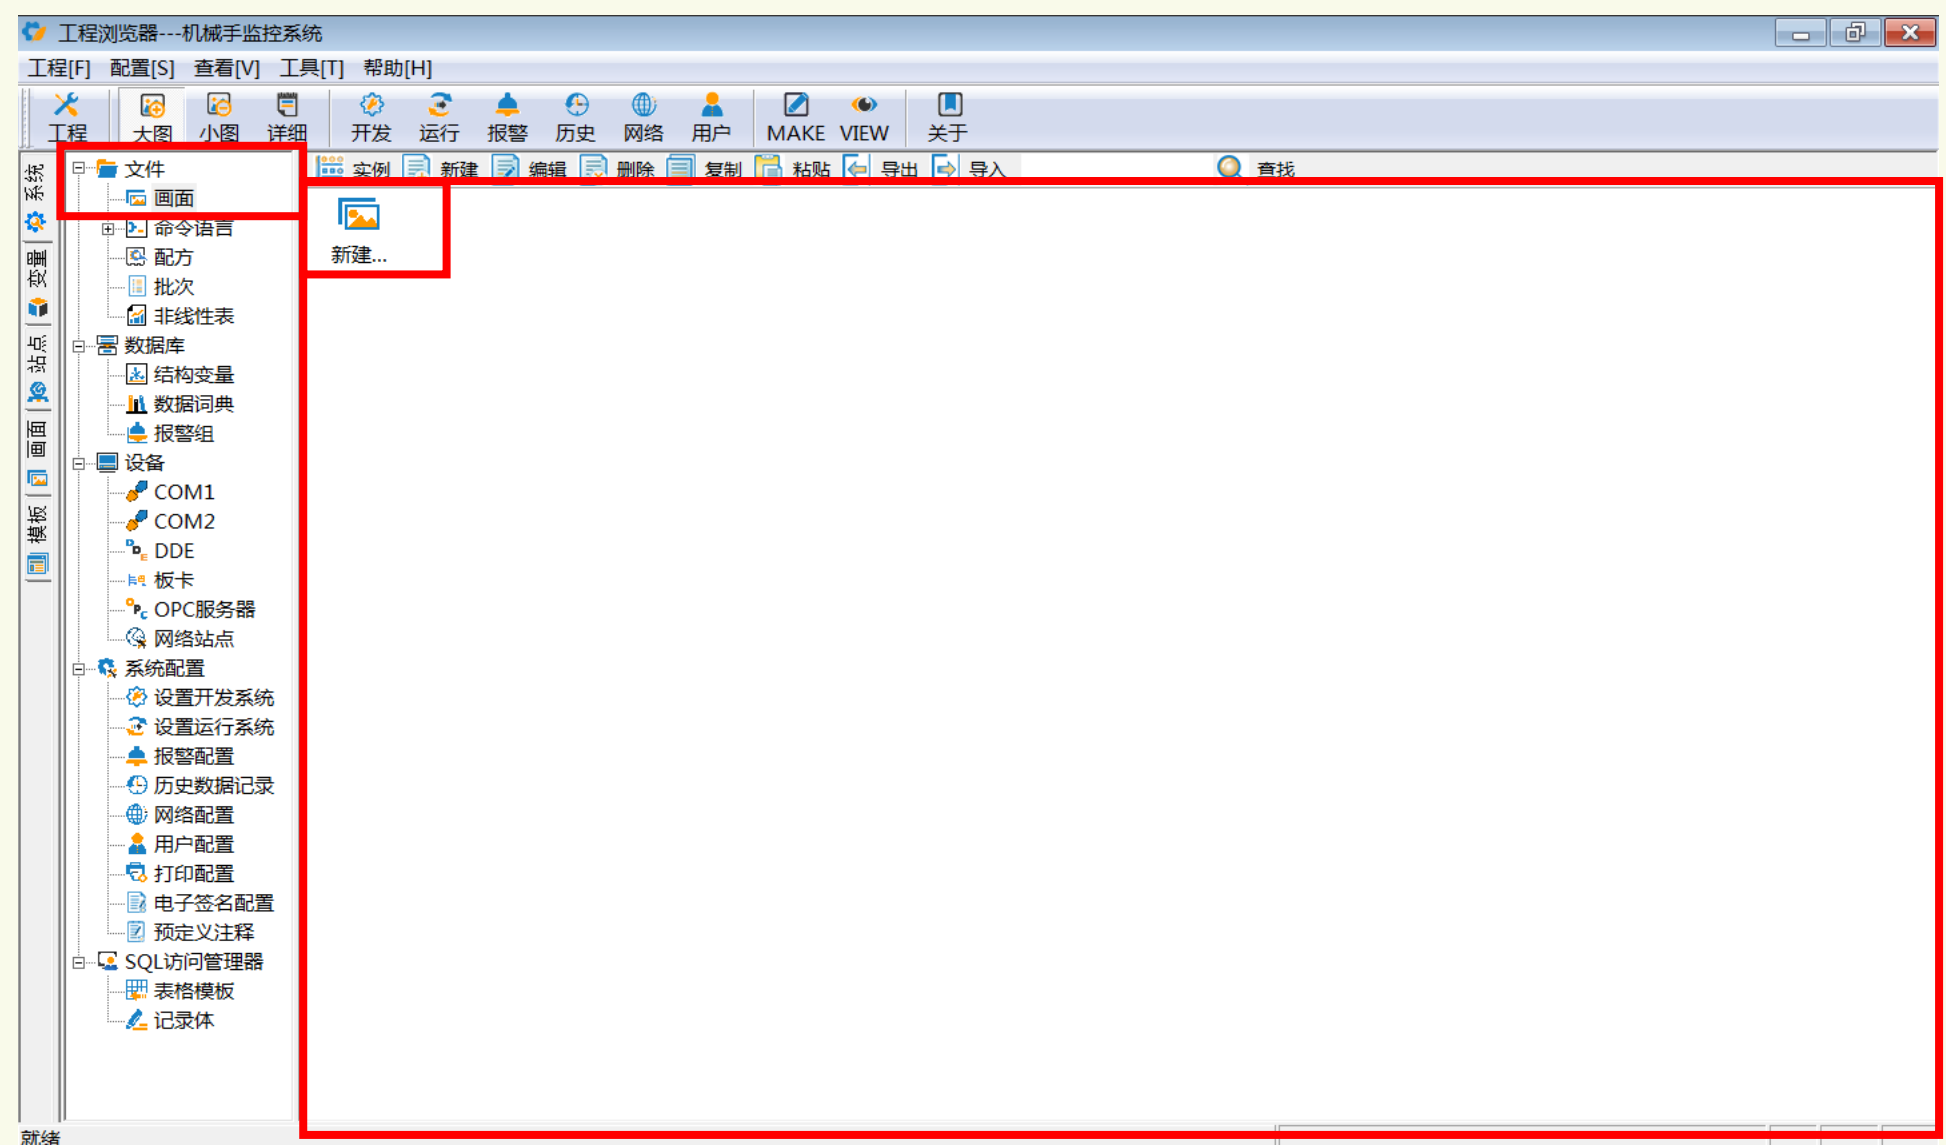 工程浏览器---机械手监控系统
工程[F] 配置[S] 查看[V] 工具[T] 帮助[H]
工程 大图 小图 详细 开发 运行 报警 历史 网络 用户 MAKE VIEW 关于
实例 新建 编辑 删除 复制 粘贴 导出 导入 查找
系统
变量
站点
画面
模板
文件
画面
命令语言
配方
批次
非线性表
数据库
结构变量
数据词典
报警组
设备
COM1
COM2
DDE
板卡
OPC服务器
网络站点
系统配置
设置开发系统
设置运行系统
报警配置
历史数据记录
网络配置
用户配置
打印配置
电子签名配置
预定义注释
SQL访问管理器
表格模板
记录体
新建...
就绪